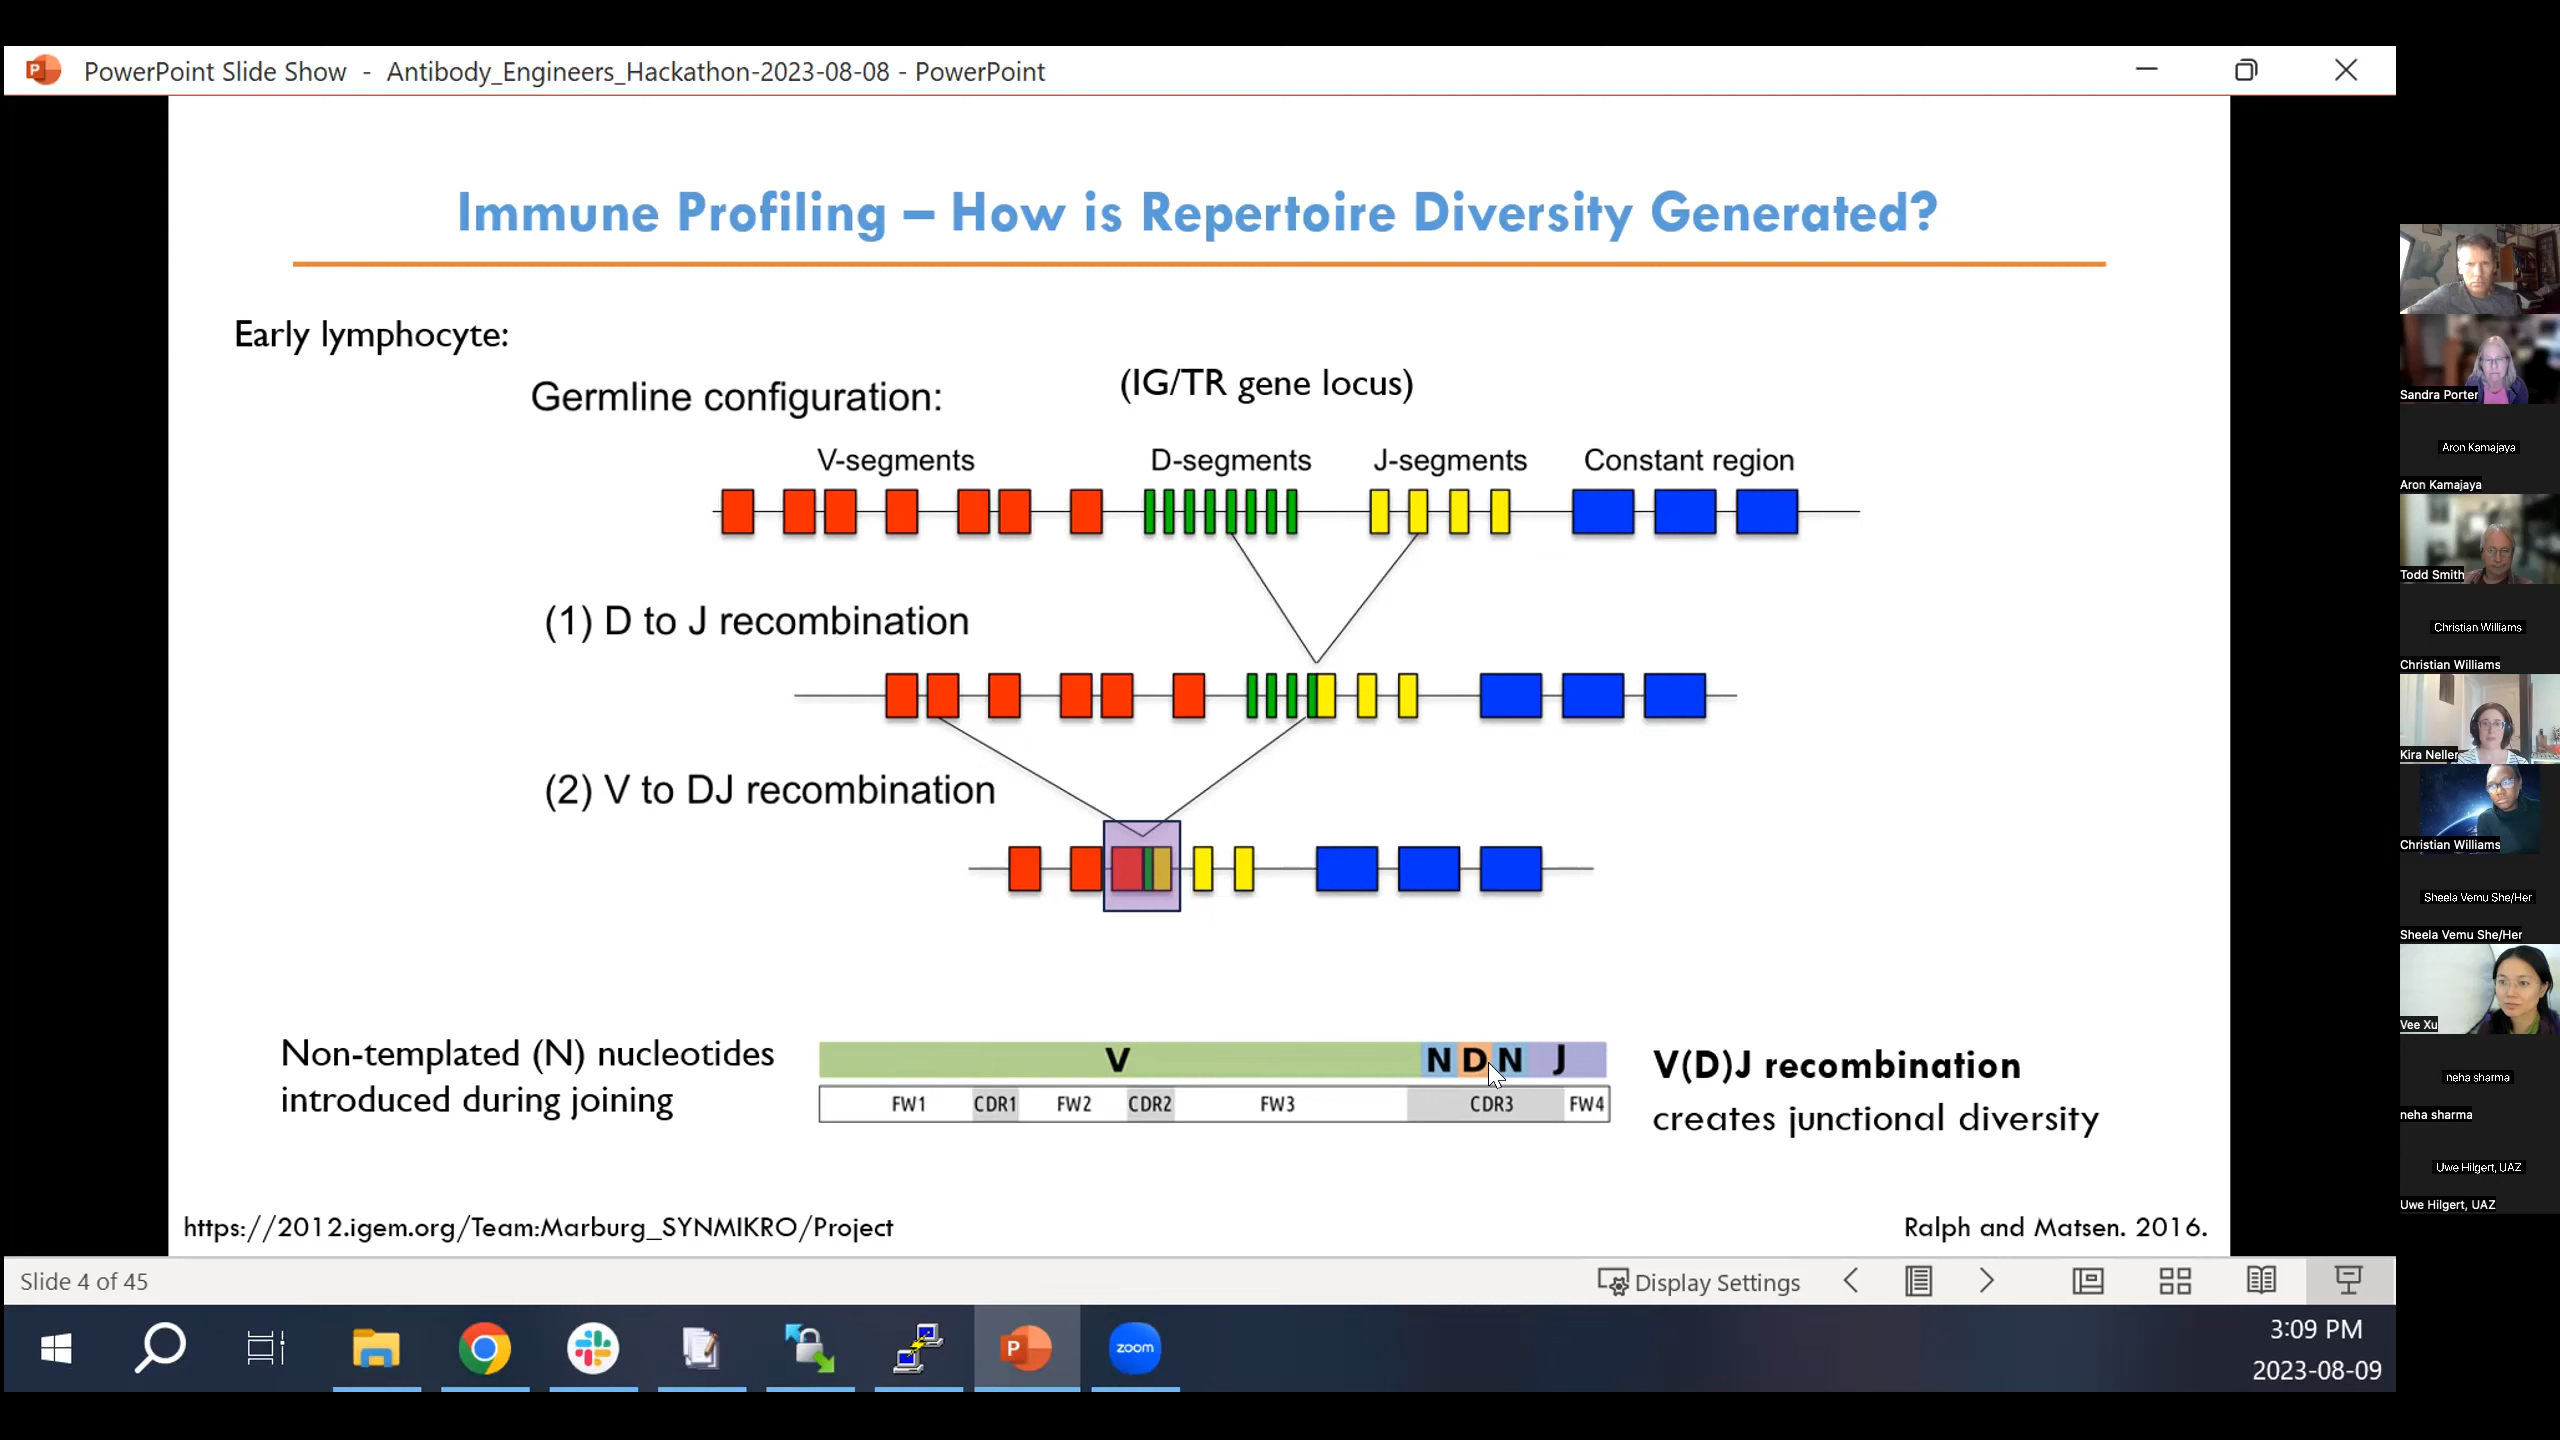 PowerPoint Slide Show - Antibody_Engineers_Hackathon-2023-08-08 - PowerPoint
Immune Profiling – How is Repertoire Diversity Generated?
Early lymphocyte:
Germline configuration:
(IG/TR gene locus)
V-segments D-segments J-segments Constant region
(1) D to J recombination
(2) V to DJ recombination
Non-templated (N) nucleotides
introduced during joining
V N D N J
FW1 CDR1 FW2 CDR2 FW3 CDR3 FW4
V(D)J recombination
creates junctional diversity
https://2012.igem.org/Team:Marburg_SYNMIKRO/Project
Ralph and Matsen. 2016.
Slide 4 of 45
Display Settings
zoom
3:09 PM
2023-08-09
Sandra Porter
Aron Kamajaya
Aron Kamajaya
Todd Smith
Christian Williams
Christian Williams
Kira Neller
Christian Williams
Sheela Vemu She/Her
Sheela Vemu She/Her
Vee Xu
neha sharma
neha sharma
Uwe Hilgert, UAZ
Uwe Hilgert, UAZ